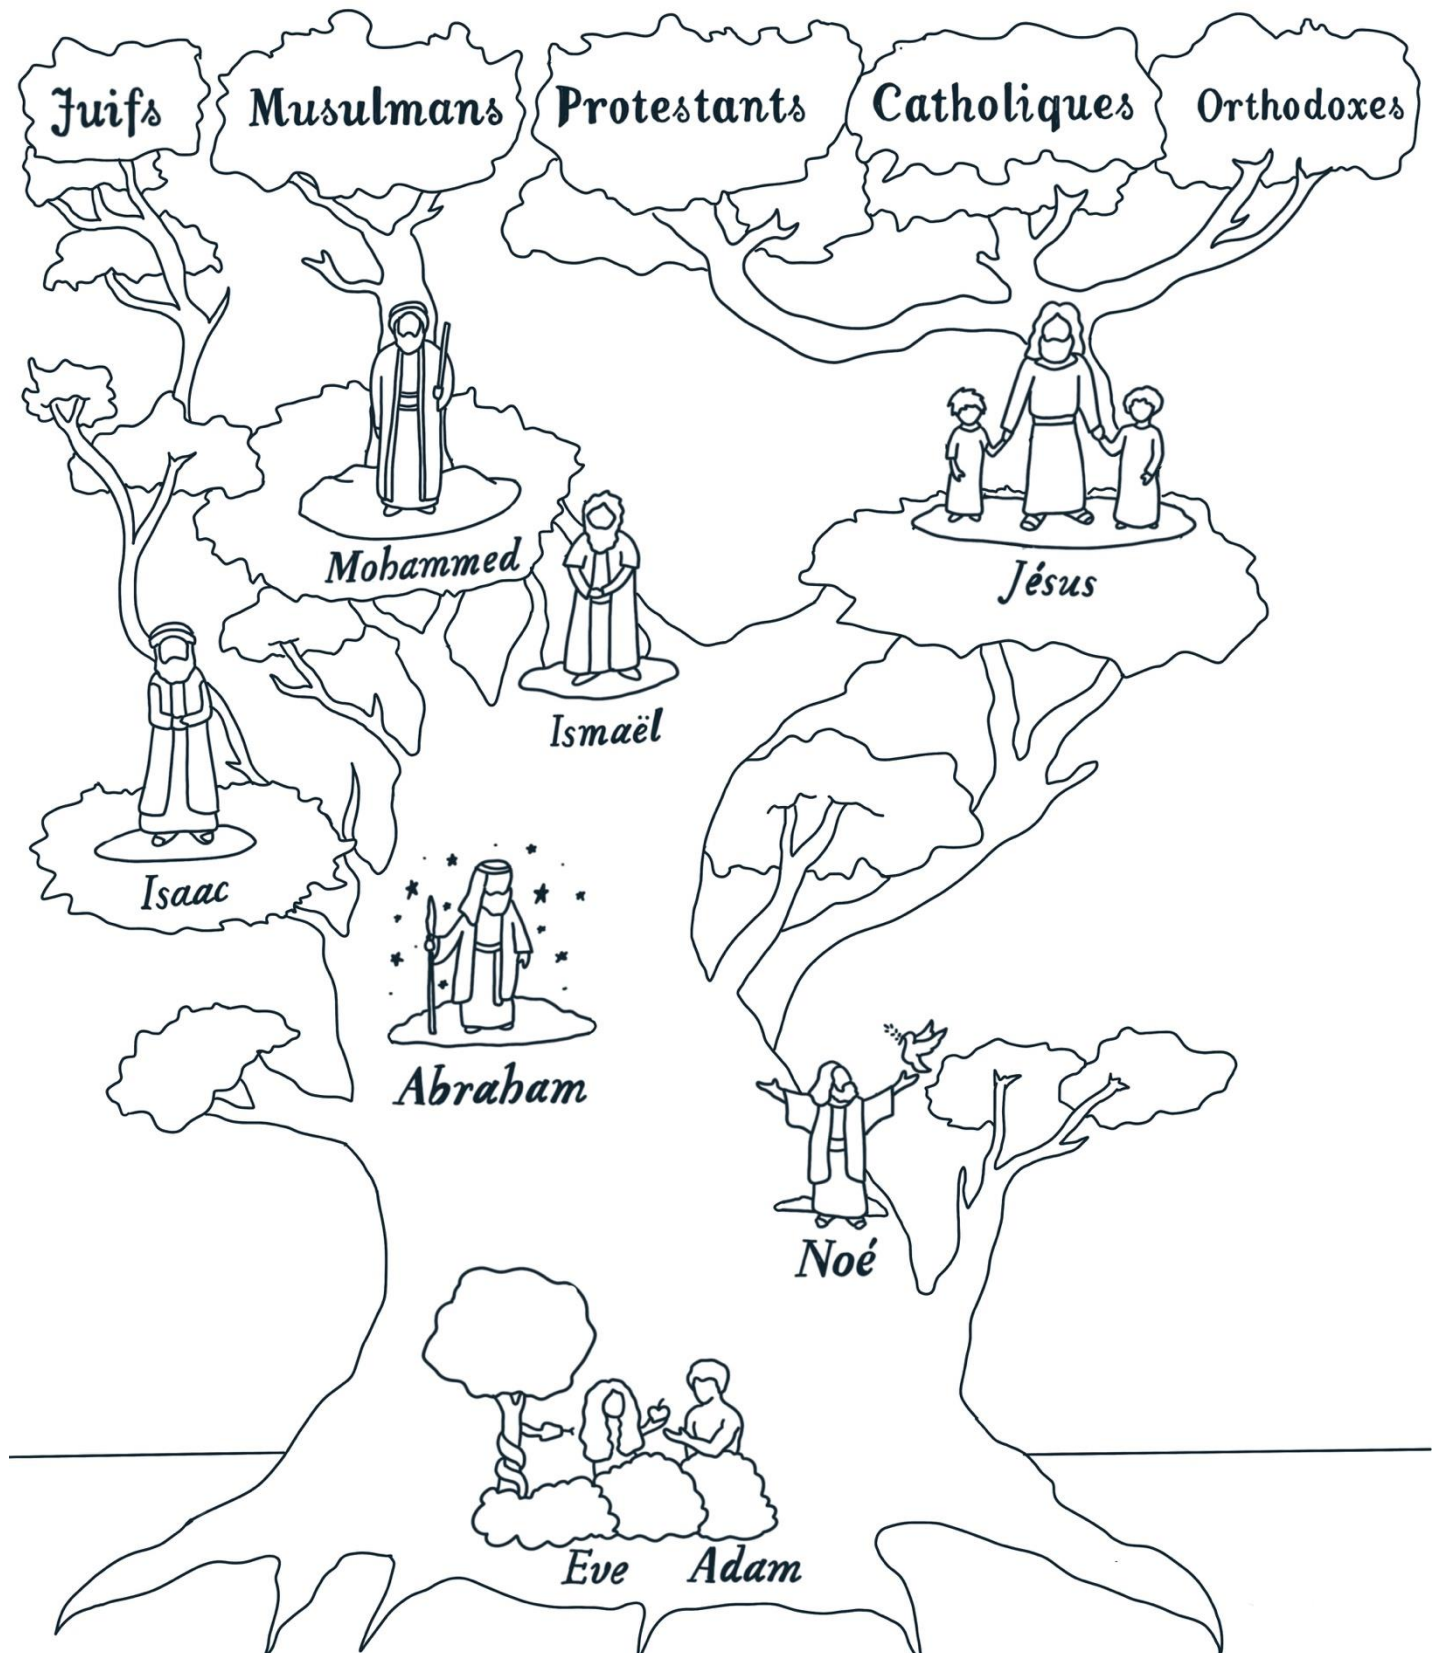 Juifs
Musulmans
Protestants
Catholiques
Orthodoxes
Mohammed
Jésus
Ismaël
Isaac
Abraham
Noé
Eve
Adam